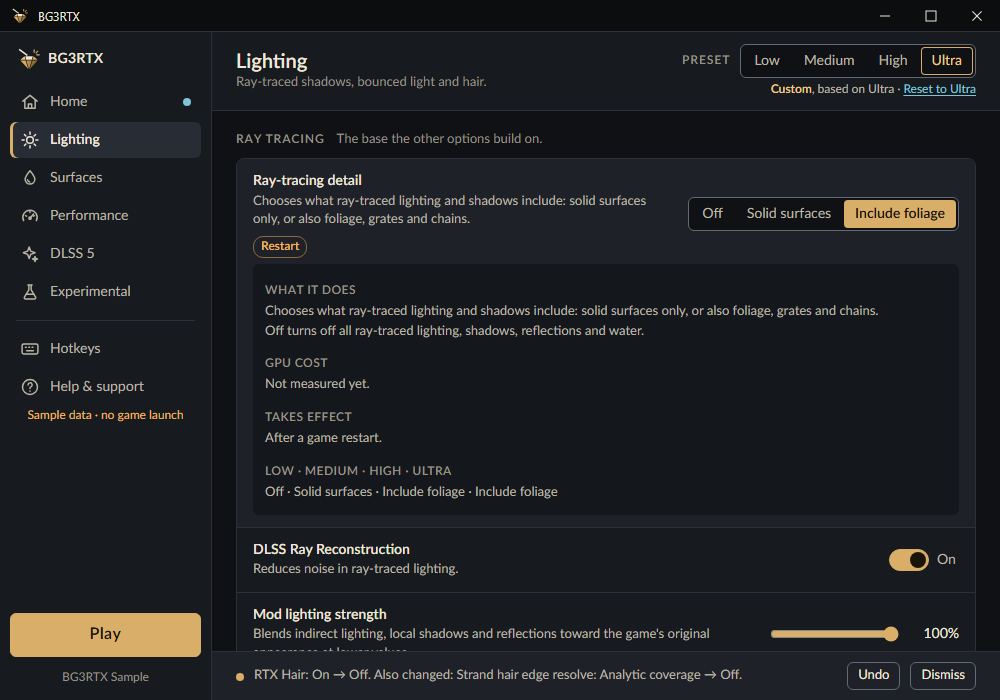 BG3RTX
BG3RTX
Home
Lighting
Surfaces
Performance
DLSS 5
Experimental
Hotkeys
Help & support
Sample data · no game launch
Play
BG3RTX Sample
Lighting
Ray-traced shadows, bounced light and hair.
PRESET Low Medium High Ultra
Custom, based on Ultra · Reset to Ultra
RAY TRACING The base the other options build on.
Ray-tracing detail
Chooses what ray-traced lighting and shadows include: solid surfaces
only, or also foliage, grates and chains.
Off Solid surfaces Include foliage
Restart
WHAT IT DOES
Chooses what ray-traced lighting and shadows include: solid surfaces only, or also foliage, grates and chains.
Off turns off all ray-traced lighting, shadows, reflections and water.
GPU COST
Not measured yet.
TAKES EFFECT
After a game restart.
LOW · MEDIUM · HIGH · ULTRA
Off · Solid surfaces · Include foliage · Include foliage
DLSS Ray Reconstruction
Reduces noise in ray-traced lighting.
On
Mod lighting strength
Blends indirect lighting, local shadows and reflections toward the game's original
100%
RTX Hair: On → Off. Also changed: Strand hair edge resolve: Analytic coverage → Off.
Undo Dismiss